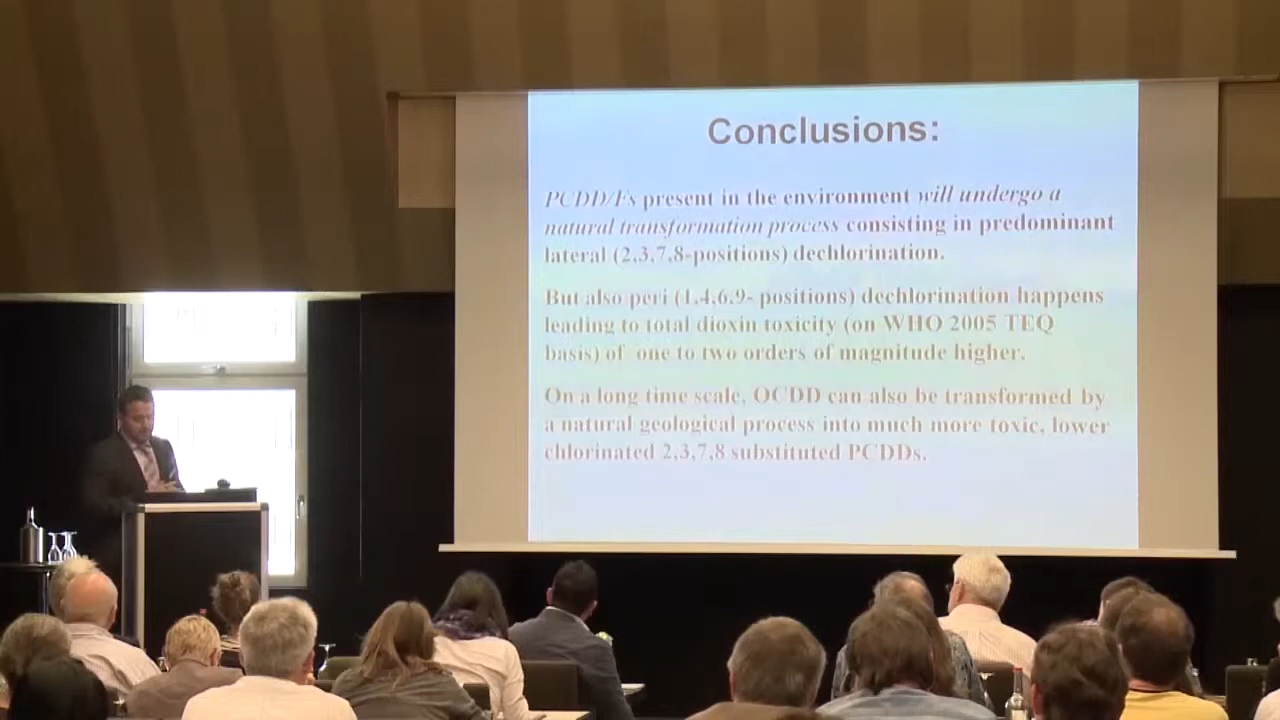 Conclusions:
PCDD/Fs present in the environment will undergo a
natural transformation process consisting in predominant
lateral (2,3,7,8-positions) dechlorination.
But also peri (1,4,6,9- positions) dechlorination happens
leading to total dioxin toxicity (on WHO 2005 TEQ
basis) of one to two orders of magnitude higher.
On a long time scale, OCDD can also be transformed by
a natural geological process into much more toxic, lower
chlorinated 2,3,7,8 substituted PCDDs.